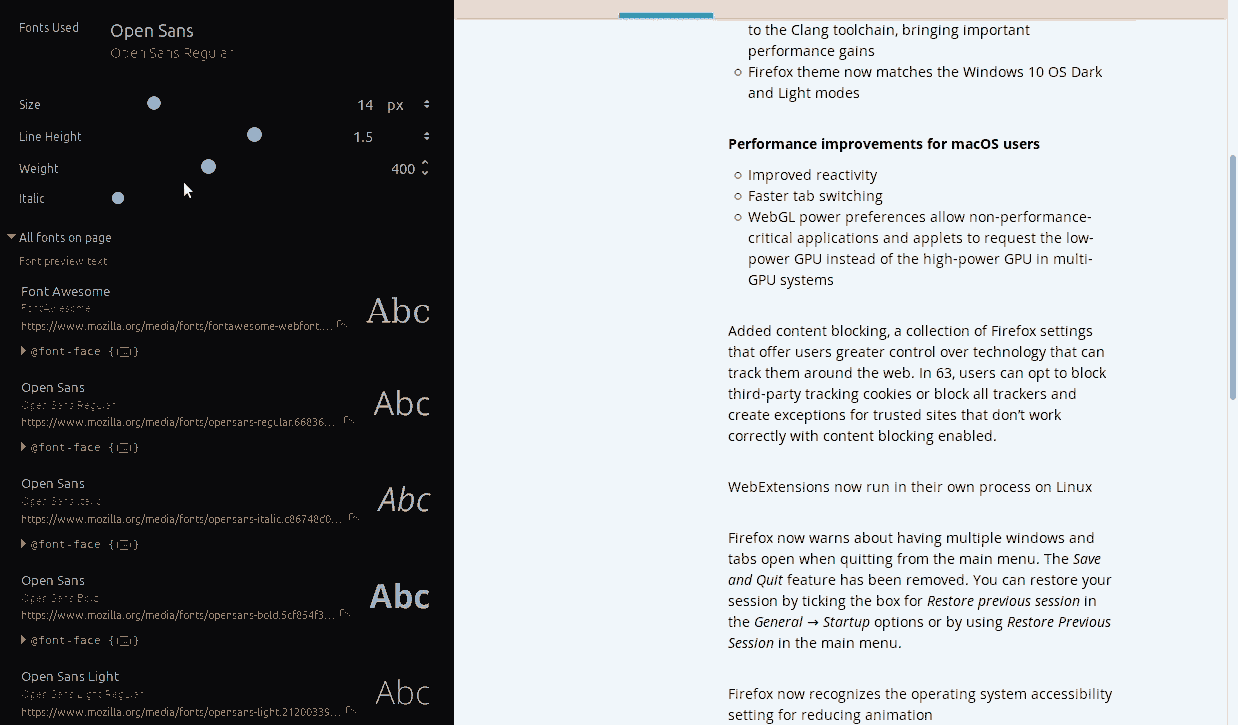 Fonts Used
Open Sans
Open Sans Regular
Size
14 px
Line Height
1.5
Weight
400
Italic
All fonts on page
Font preview text
Font Awesome
FontAwesome
Abc
https://www.mozilla.org/media/fonts/fontawesome-webfont....
@font-face {
}
Open Sans
Open Sans Regular
Abc
https://www.mozilla.org/media/fonts/opensans-regular.66836...
@font-face {
}
Open Sans
Open Sans Italic
Abc
https://www.mozilla.org/media/fonts/opensans-italic.c86748d0...
@font-face {
}
Open Sans
Open Sans Bold
Abc
https://www.mozilla.org/media/fonts/opensans-bold.5cf854f3...
@font-face {
}
Open Sans Light
Open Sans Light Regular
Abc
https://www.mozilla.org/media/fonts/opensans-light.21200339...
to the Clang toolchain, bringing important
performance gains
Firefox theme now matches the Windows 10 OS Dark
and Light modes
Performance improvements for macOS users
Improved reactivity
Faster tab switching
WebGL power preferences allow non-performance-
critical applications and applets to request the low-
power GPU instead of the high-power GPU in multi-
GPU systems
Added content blocking, a collection of Firefox settings
that offer users greater control over technology that can
track them around the web. In 63, users can opt to block
third-party tracking cookies or block all trackers and
create exceptions for trusted sites that don’t work
correctly with content blocking enabled.
WebExtensions now run in their own process on Linux
Firefox now warns about having multiple windows and
tabs open when quitting from the main menu. The Save
and Quit feature has been removed. You can restore your
session by ticking the box for Restore previous session in
the General → Startup options or by using Restore Previous
Session in the main menu.
Firefox now recognizes the operating system accessibility
setting for reducing animation